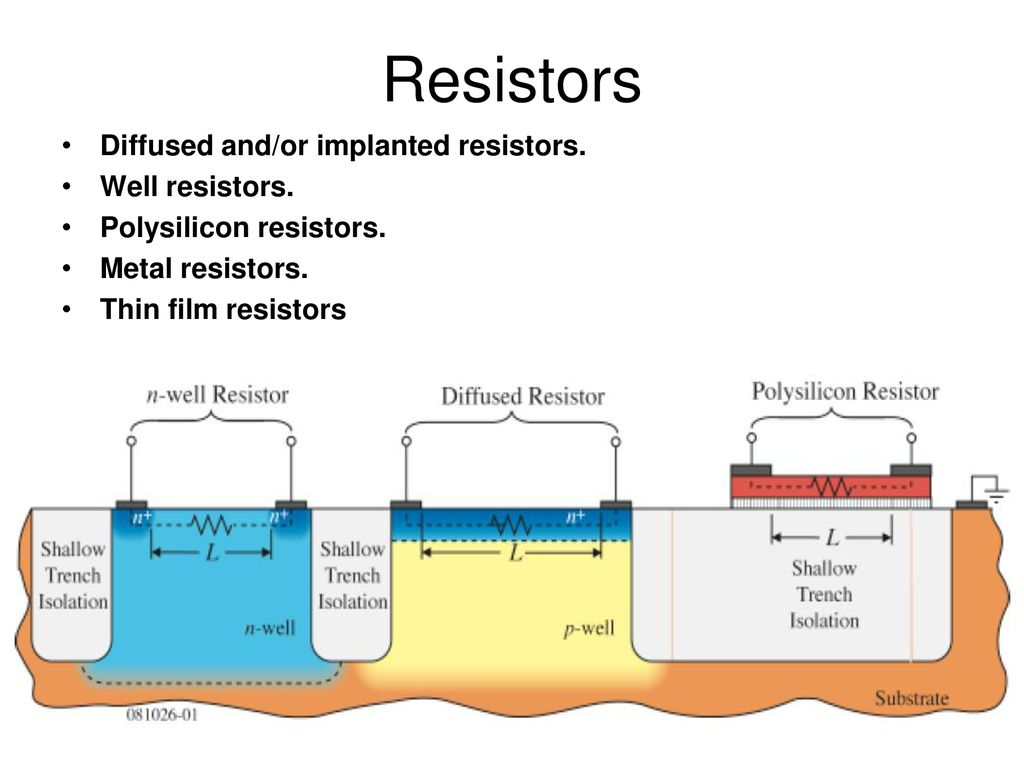 Resistors
• Diffused and/or implanted resistors.
• Well resistors.
• Polysilicon resistors.
• Metal resistors.
• Thin film resistors
n-well Resistor
Diffused Resistor
Polysilicon Resistor
n+
n+
n+
L
L
L
Shallow
Trench
Isolation
Shallow
Trench
Isolation
Shallow
Trench
Isolation
n-well
p-well
Substrate
081026-01